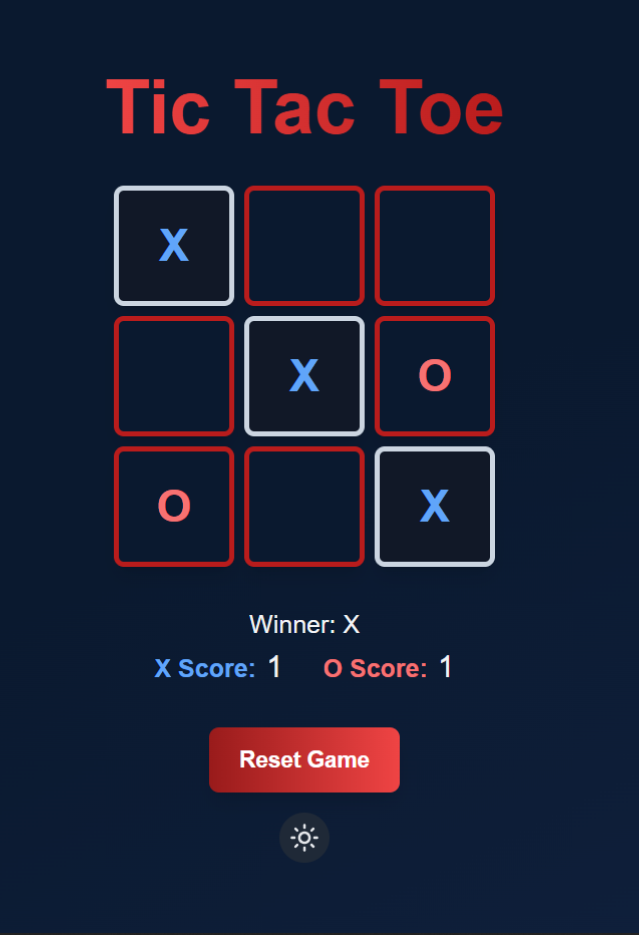 Tic Tac Toe
X
X O
O X
Winner: X
X Score: 1 O Score: 1
Reset Game